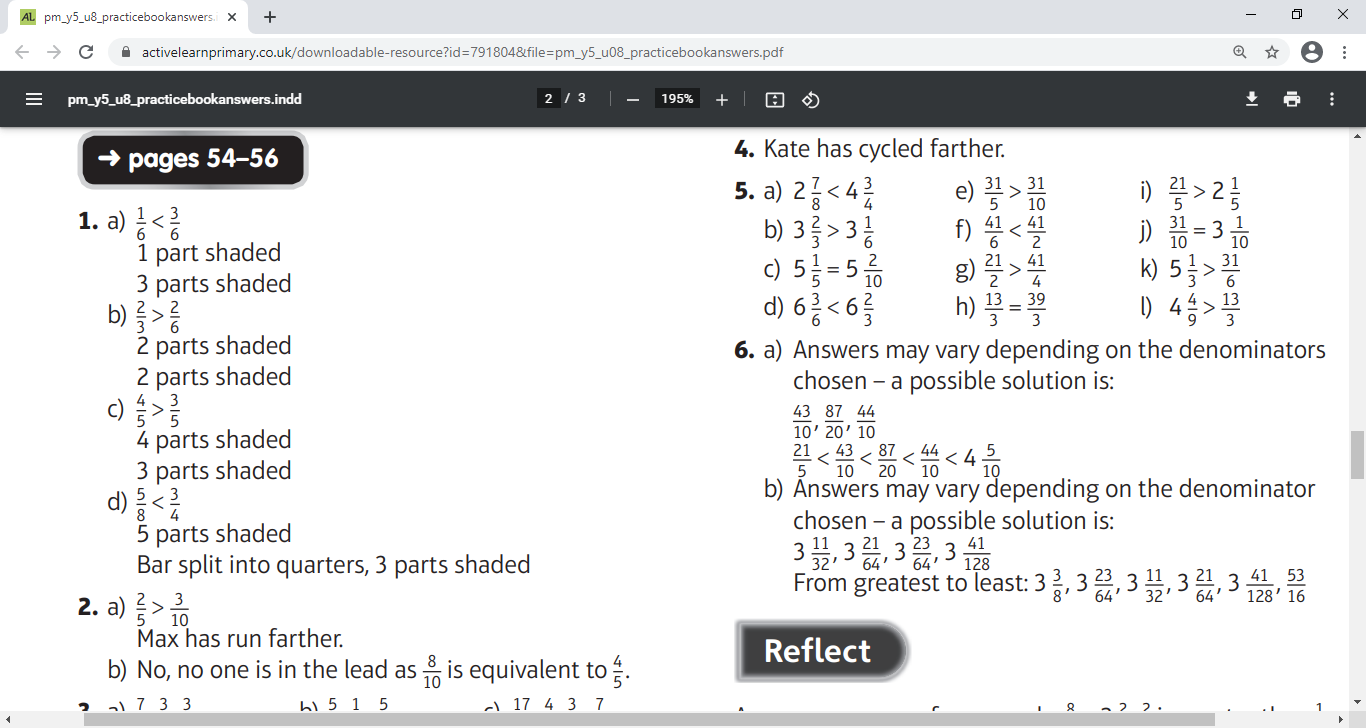 pm_y5_u8_practicebookanswers.i
activelearnprimary.co.uk/downloadable-resource?id=791804&file=pm_y5_u08_practicebookanswers.pdf
pm_y5_u8_practicebookanswers.indd
2 / 3
195%
→ pages 54–56
1. a) 1/6 < 3/6
1 part shaded
3 parts shaded
b) 2/3 > 2/6
2 parts shaded
2 parts shaded
c) 4/5 > 3/5
4 parts shaded
3 parts shaded
d) 5/8 < 3/4
5 parts shaded
Bar split into quarters, 3 parts shaded
2. a) 2/5 > 3/10
Max has run farther.
b) No, no one is in the lead as 8/10 is equivalent to 4/5.
4. Kate has cycled farther.
5. a) 2 7/8 < 4 3/4 e) 31/5 > 31/10 i) 21/5 > 2 1/5
b) 3 2/3 > 3 1/6 f) 41/6 < 41/2 j) 31/10 = 3 1/10
c) 5 1/5 = 5 2/10 g) 21/2 > 41/4 k) 5 1/3 > 31/6
d) 6 3/6 < 6 2/3 h) 13/3 = 39/3 l) 4 4/9 > 13/3
6. a) Answers may vary depending on the denominators
chosen – a possible solution is:
43/10, 87/20, 44/10
21/5 < 43/10 < 87/20 < 44/10 < 4 5/10
b) Answers may vary depending on the denominator
chosen – a possible solution is:
3 11/32, 3 21/64, 3 23/64, 3 41/128
From greatest to least: 3 3/8, 3 23/64, 3 11/32, 3 21/64, 3 41/128, 53/16
Reflect